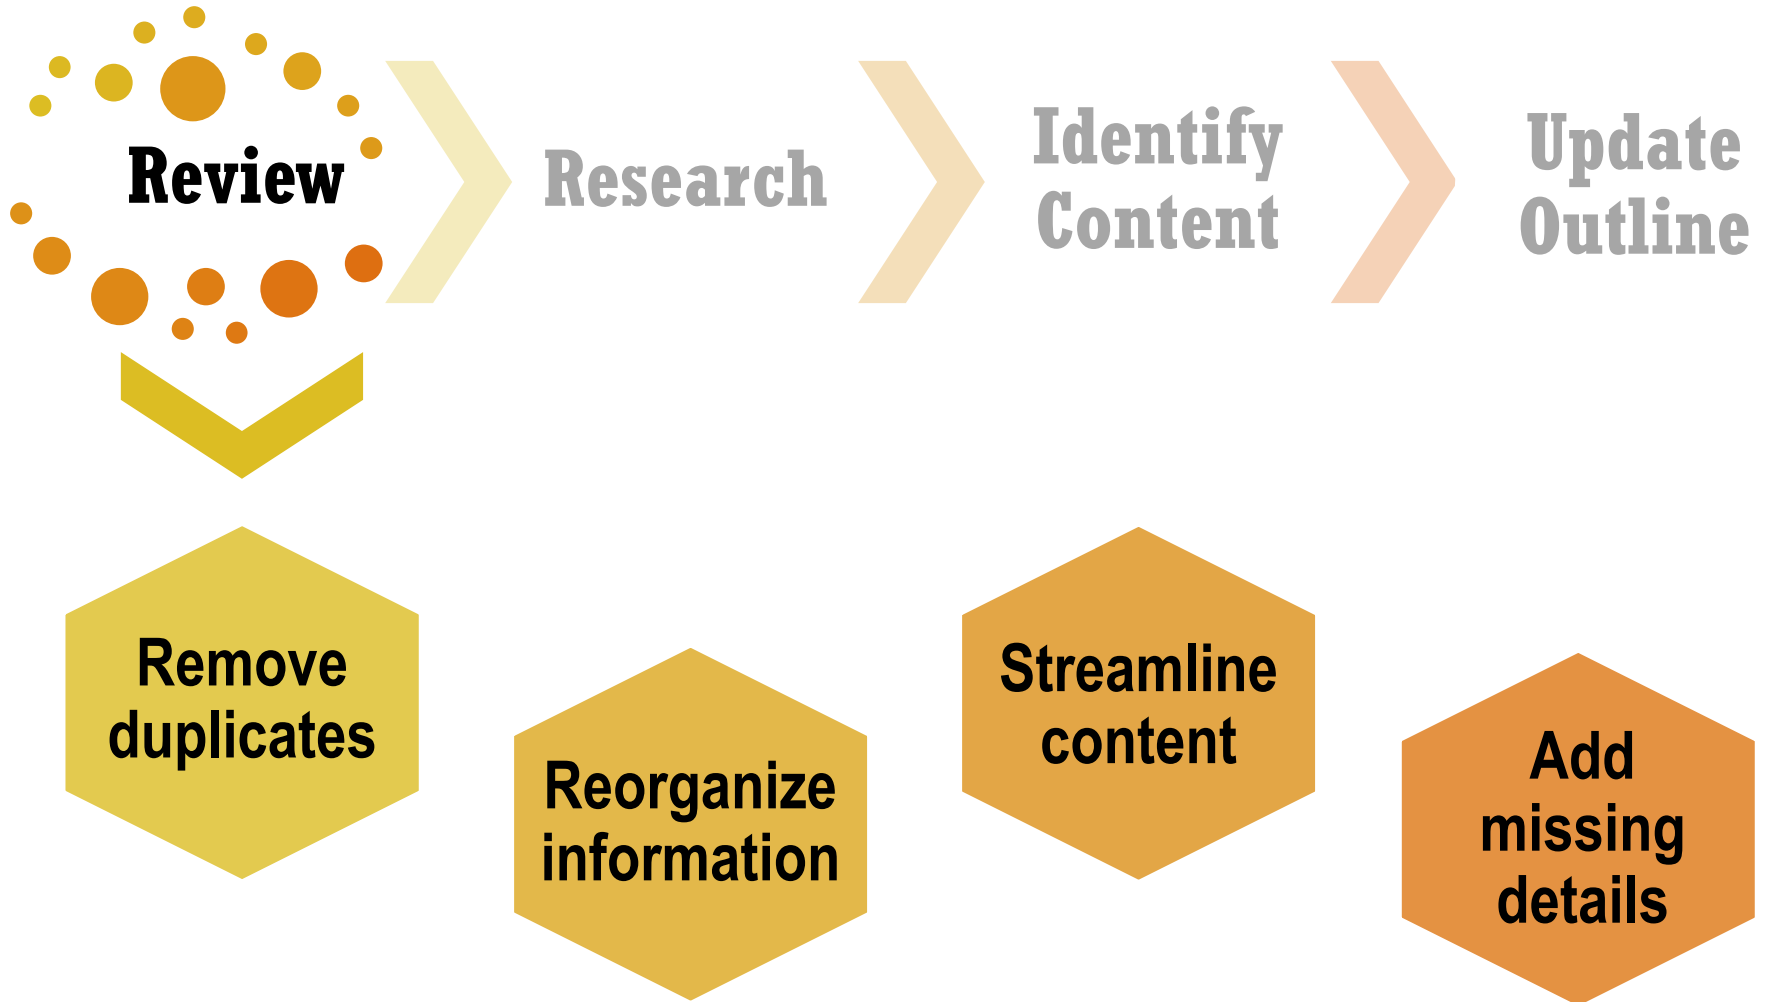 Review
Research
Identify
Content
Update
Outline
Remove
duplicates
Reorganize
information
Streamline
content
Add
missing
details